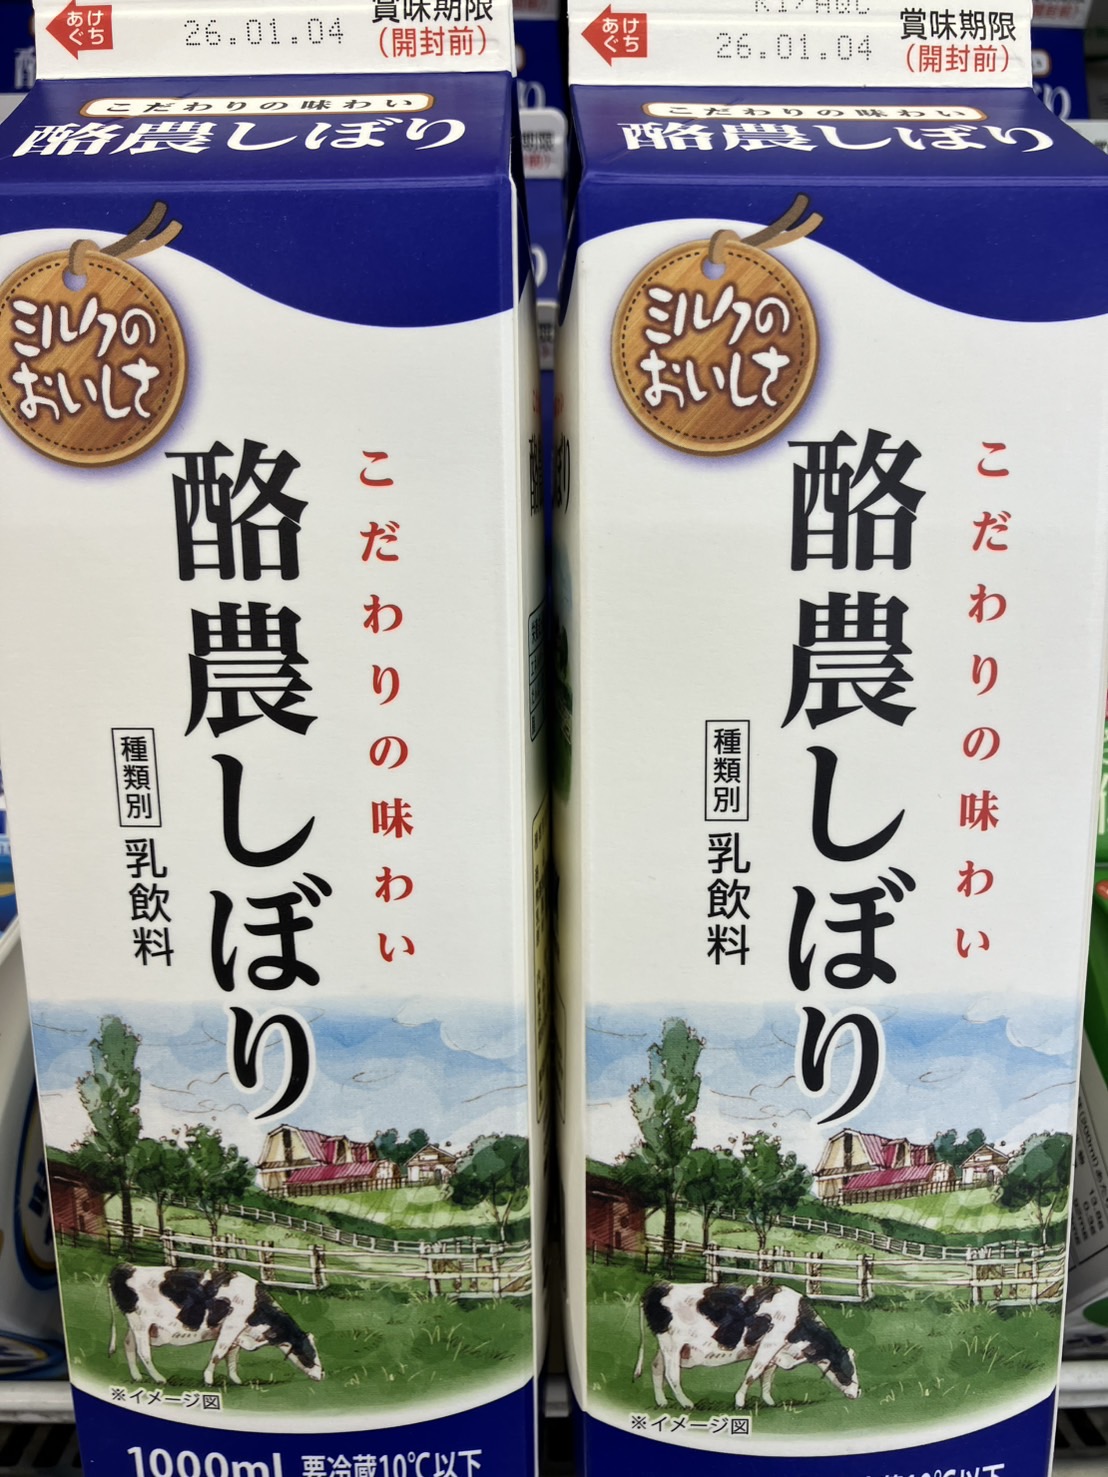 あけぐち
26.01.04
賞味期限
(開封前)
こだわりの味わい
酪農しぼり
ミルクの
おいしさ
こだわりの味わい
酪農しぼり
種類別
乳飲料
※イメージ図
1000ml 要冷蔵10℃以下
あけぐち
26.01.04
賞味期限
(開封前)
こだわりの味わい
酪農しぼり
ミルクの
おいしさ
こだわりの味わい
酪農しぼり
種類別
乳飲料
※イメージ図